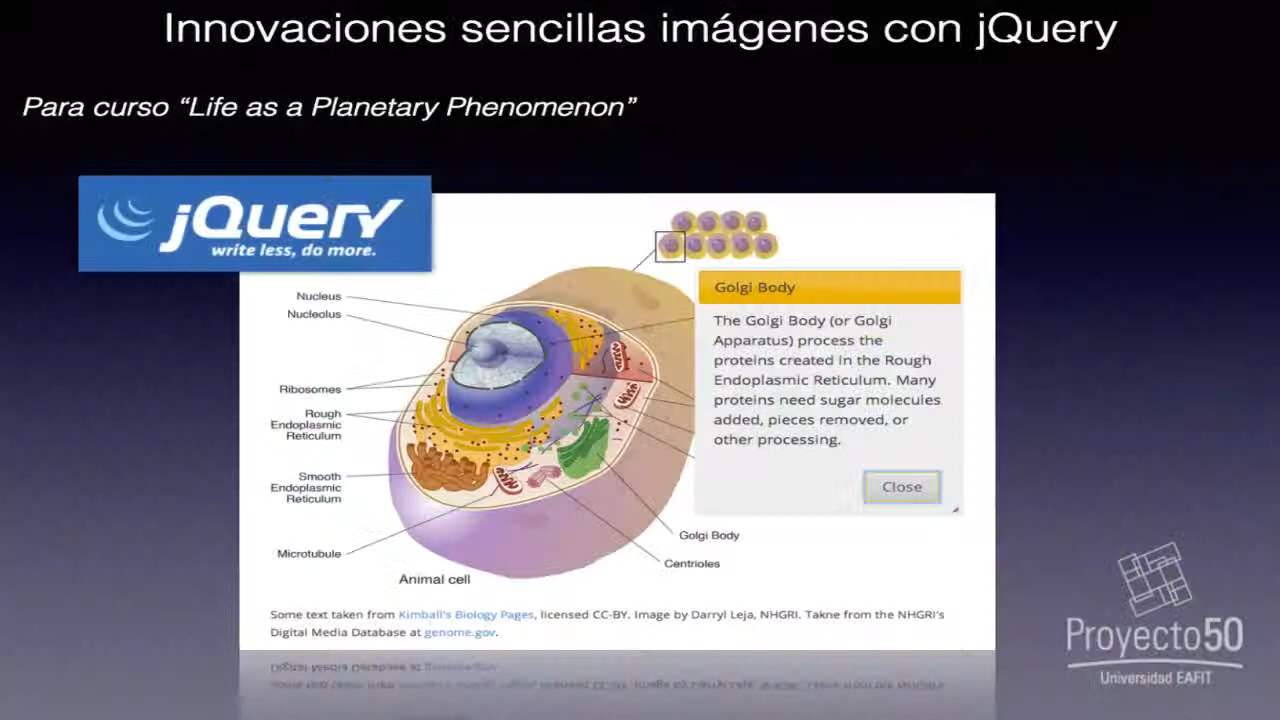 Innovaciones sencillas imágenes con jQuery
Para curso “Life as a Planetary Phenomenon”
jQuery
write less, do more.
Nucleus
Nucleolus
Ribosomes
Rough
Endoplasmic
Reticulum
Smooth
Endoplasmic
Reticulum
Microtubule
Animal cell
Golgi Body
The Golgi Body (or Golgi
Apparatus) process the
proteins created in the Rough
Endoplasmic Reticulum. Many
proteins need sugar molecules
added, pieces removed, or
other processing.
Close
Golgi Body
Centrioles
Some text taken from Kimball's Biology Pages, licensed CC-BY. Image by Darryl Leja, NHGRI. Takne from the NHGRI's
Digital Media Database at genome.gov.
Proyecto50
Universidad EAFIT